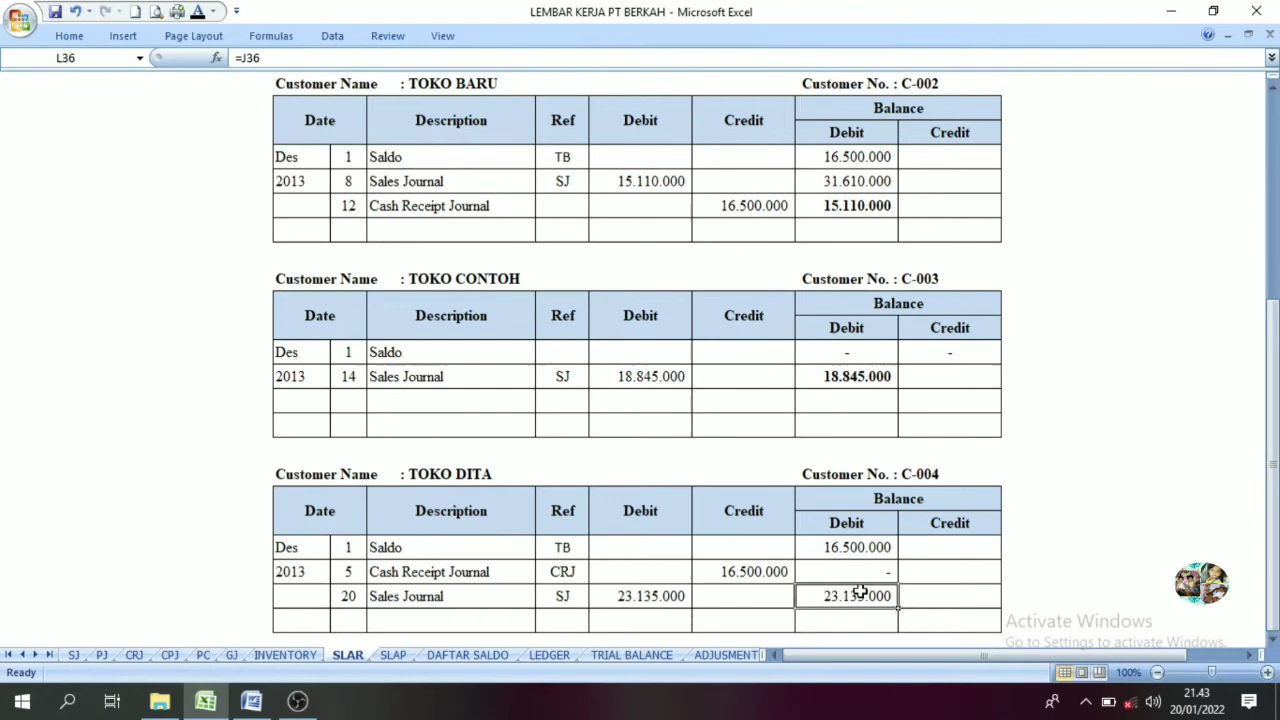 LEMBAR KERJA PT BERKAH - Microsoft Excel
Home Insert Page Layout Formulas Data Review View
L36 fx =J36
Customer Name : TOKO BARU Customer No. : C-002
Date Description Ref Debit Credit Balance
Debit Credit
Des 1 Saldo TB 16.500.000
2013 8 Sales Journal SJ 15.110.000 31.610.000
12 Cash Receipt Journal 16.500.000 15.110.000
Customer Name : TOKO CONTOH Customer No. : C-003
Date Description Ref Debit Credit Balance
Debit Credit
Des 1 Saldo - -
2013 14 Sales Journal SJ 18.845.000 18.845.000
Customer Name : TOKO DITA Customer No. : C-004
Date Description Ref Debit Credit Balance
Debit Credit
Des 1 Saldo TB 16.500.000
2013 5 Cash Receipt Journal CRJ 16.500.000 -
20 Sales Journal SJ 23.135.000 23.135.000
Activate Windows
Go to Settings to activate Windows.
SJ PJ CRJ CPJ PC GJ INVENTORY SLAR SLAP DAFTAR SALDO LEDGER TRIAL BALANCE ADJUSMENT
Ready 100%
21.43
20/01/2022